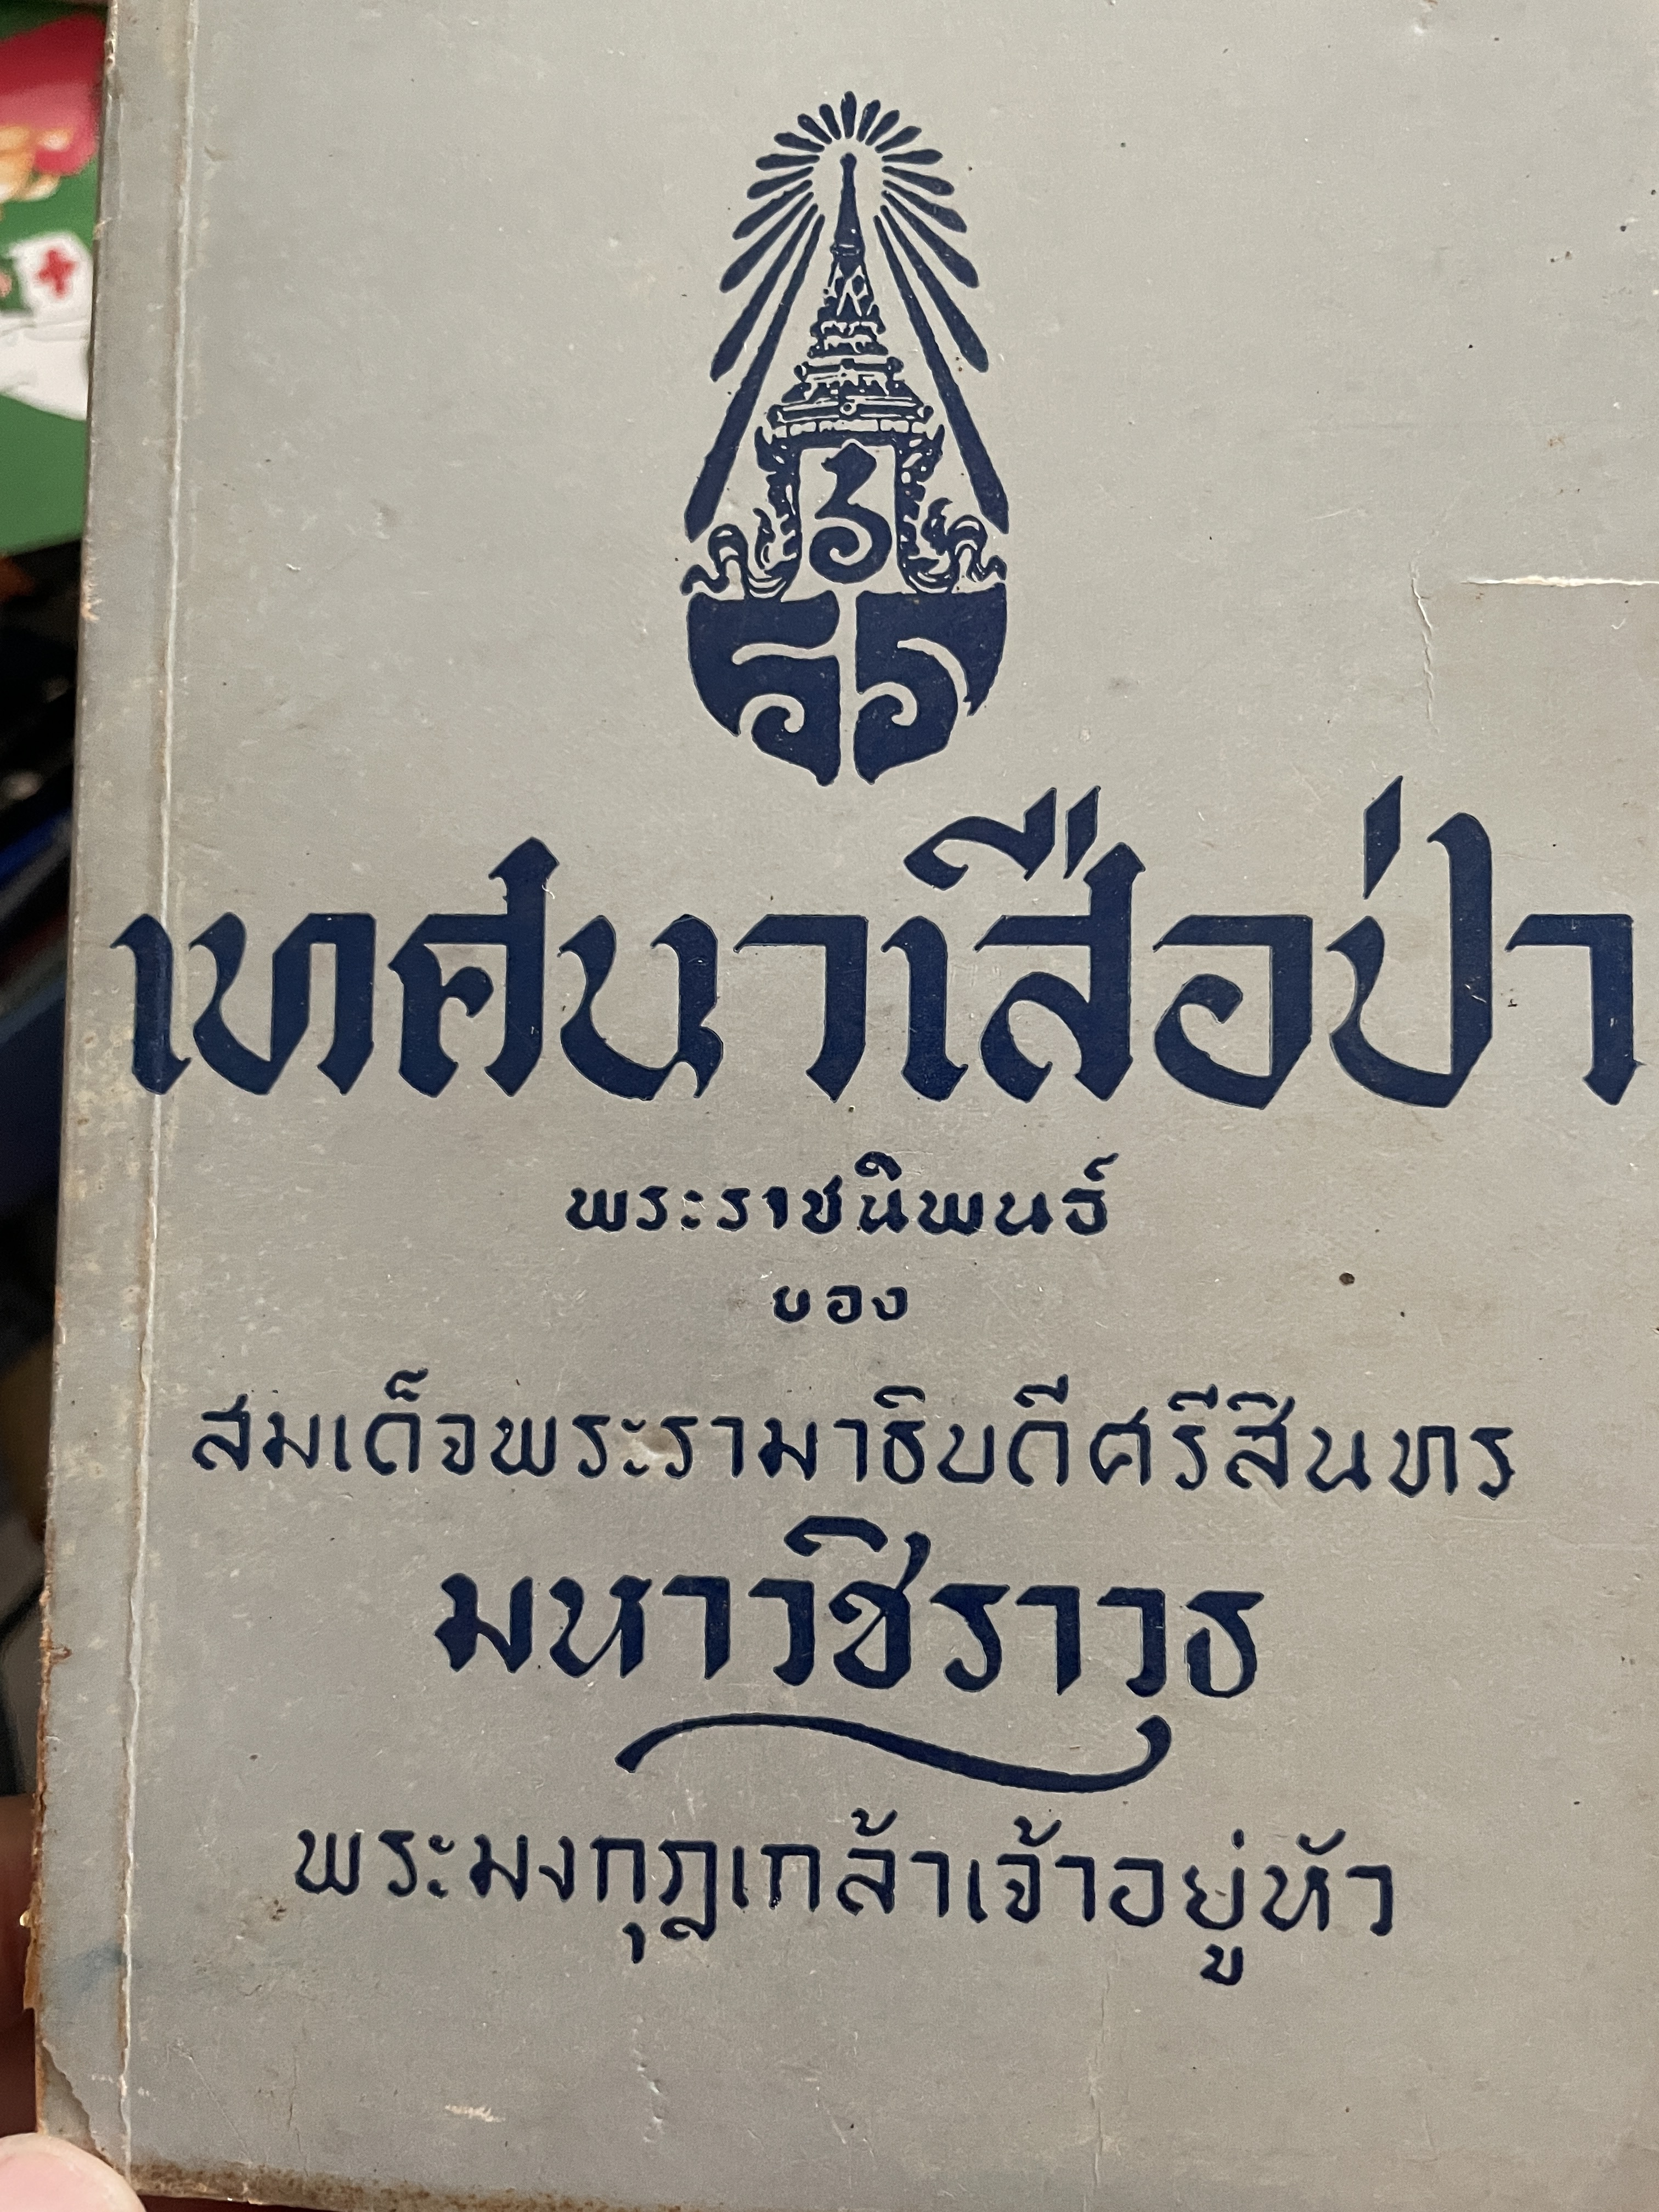 ร
รว
เทศนาเสือป่า
พระราชนิพนธ์
ของ
สมเด็จพระรามาธิบดีศรีสินทร
มหาวชิราวุธ
พระมงกุฎเกล้าเจ้าอยู่หัว